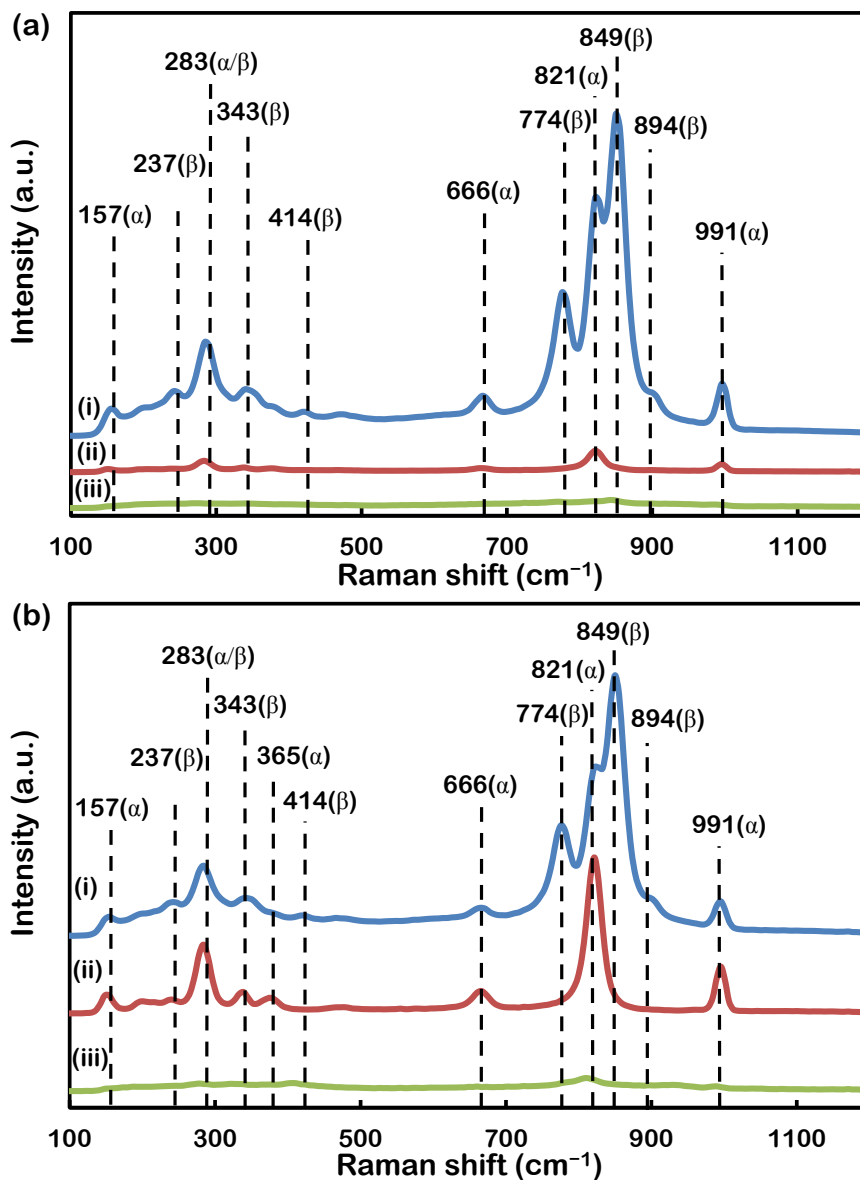 (a)
849(β)
283(α/β)
821(α)
343(β)
774(β)
894(β)
237(β)
157(α)
414(β)
666(α)
991(α)
Intensity (a.u.)
(i)
(ii)
(iii)
100 300 500 700 900 1100
Raman shift (cm⁻¹)
(b)
849(β)
283(α/β)
821(α)
343(β)
774(β)
894(β)
237(β)
365(α)
666(α)
157(α)
414(β)
991(α)
Intensity (a.u.)
(i)
(ii)
(iii)
100 300 500 700 900 1100
Raman shift (cm⁻¹)